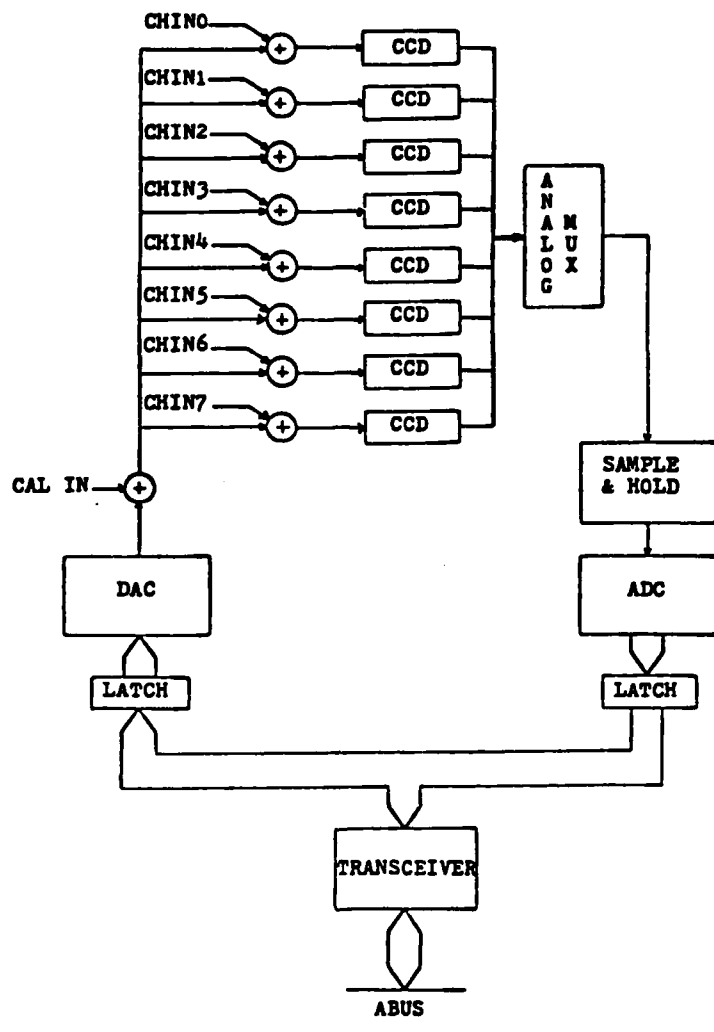 CHIN0
CCD
CHIN1
CCD
CHIN2
CCD
CHIN3
CCD
CHIN4
CCD
CHIN5
CCD
CHIN6
CCD
CHIN7
CCD
ANALOG
MUX
CAL IN
SAMPLE
& HOLD
DAC
ADC
LATCH
LATCH
TRANSCEIVER
ABUS